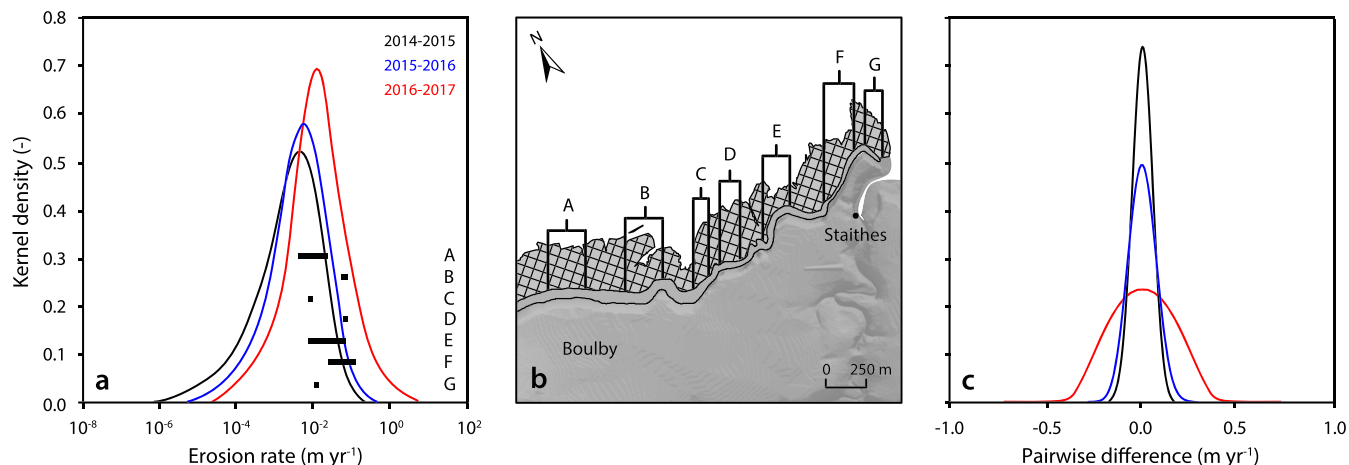 0.8
0.7
0.6
0.5
0.4
0.3
0.2
0.1
0.0
Kernel density (-)
2014-2015
2015-2016
2016-2017
A
B
C
D
E
F
G
a
10⁻⁸ 10⁻⁶ 10⁻⁴ 10⁻² 10⁰ 10²
Erosion rate (m yr⁻¹)
N
F G
E
D
C
B
A
Staithes
Boulby
0 250 m
b
c
-1.0 -0.5 0.0 0.5 1.0
Pairwise difference (m yr⁻¹)